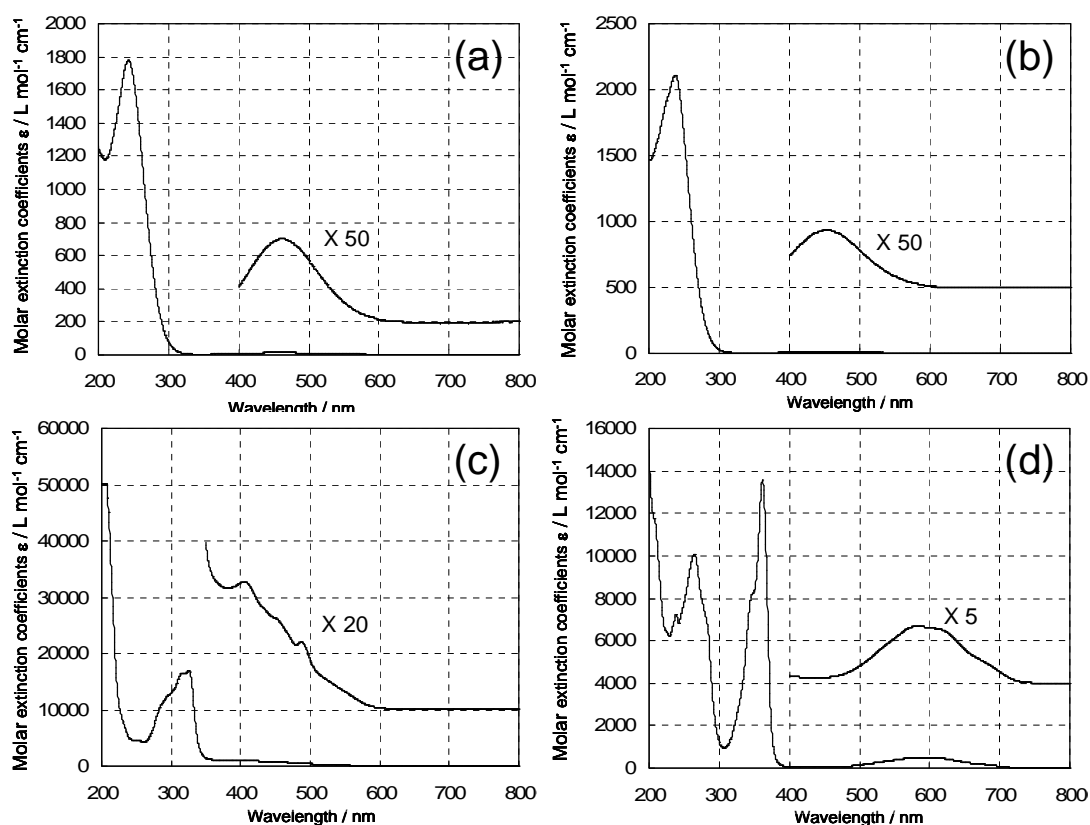 (a)
Molar extinction coefficients ε / L mol⁻¹ cm⁻¹
2000
1800
1600
1400
1200
1000
800
600
400
200
0
X 50
200 300 400 500 600 700 800
Wavelength / nm
(b)
Molar extinction coefficients ε / L mol⁻¹ cm⁻¹
2500
2000
1500
1000
500
0
X 50
200 300 400 500 600 700 800
Wavelength / nm
(c)
Molar extinction coefficients ε / L mol⁻¹ cm⁻¹
60000
50000
40000
30000
20000
10000
0
X 20
200 300 400 500 600 700 800
Wavelength / nm
(d)
Molar extinction coefficients ε / L mol⁻¹ cm⁻¹
16000
14000
12000
10000
8000
6000
4000
2000
0
X 5
200 300 400 500 600 700 800
Wavelength / nm